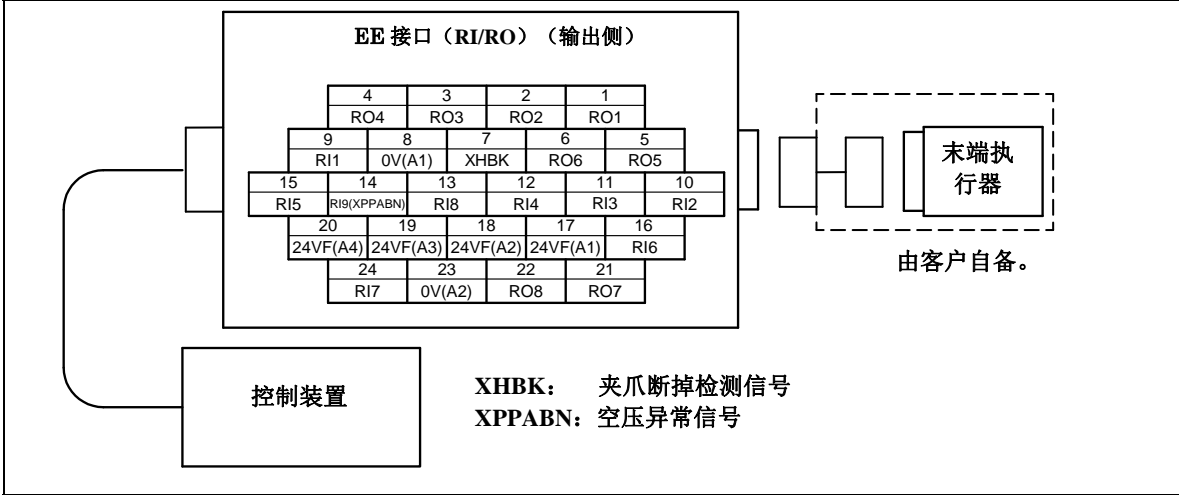 EE 接口（RI/RO）（输出侧）
4 3 2 1
RO4 RO3 RO2 RO1
9 8 7 6 5
RI1 0V(A1) XHBK RO6 RO5
15 14 13 12 11 10
RI5 RI9(XPPABN) RI8 RI4 RI3 RI2
20 19 18 17 16
24VF(A4) 24VF(A3) 24VF(A2) 24VF(A1) RI6
24 23 22 21
RI7 0V(A2) RO8 RO7
末端执
行器
由客户自备。
控制装置
XHBK： 夹爪断掉检测信号
XPPABN：空压异常信号